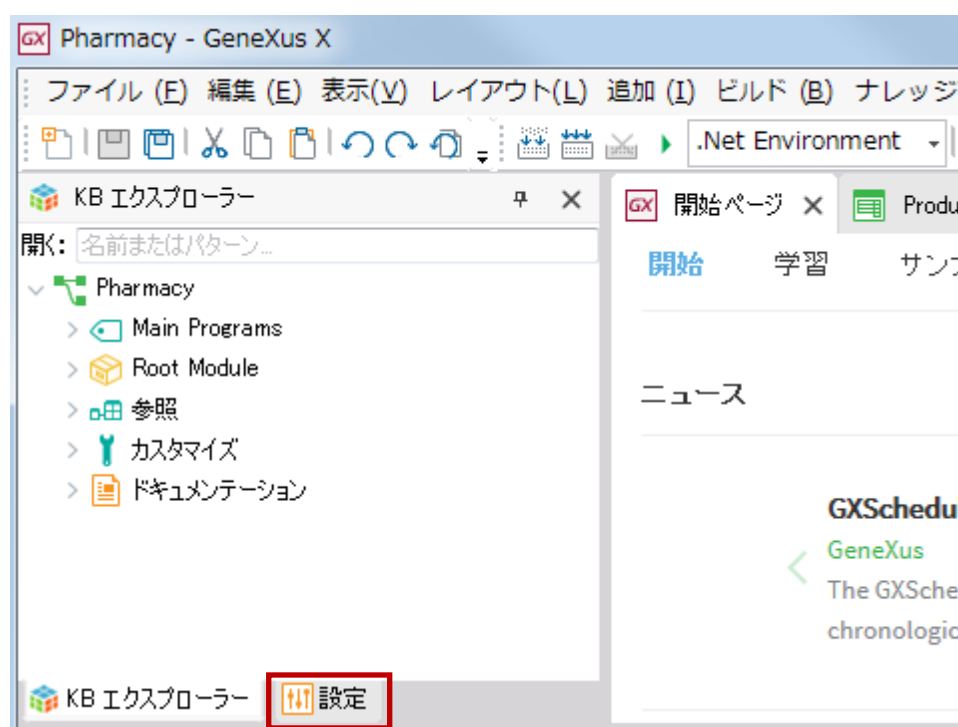 GX Pharmacy - GeneXus X
ファイル (F) 編集 (E) 表示(V) レイアウト(L) 追加 (I) ビルド (B) ナレッジ
.Net Environment
KB エクスプローラー
GX 開始ページ Produ
開く: 名前またはパターン...
開始 学習 サン
Pharmacy
Main Programs
Root Module
参照
カスタマイズ
ドキュメンテーション
ニュース
GXSchedu
GeneXus
The GXSche
chronologic
KB エクスプローラー 設定